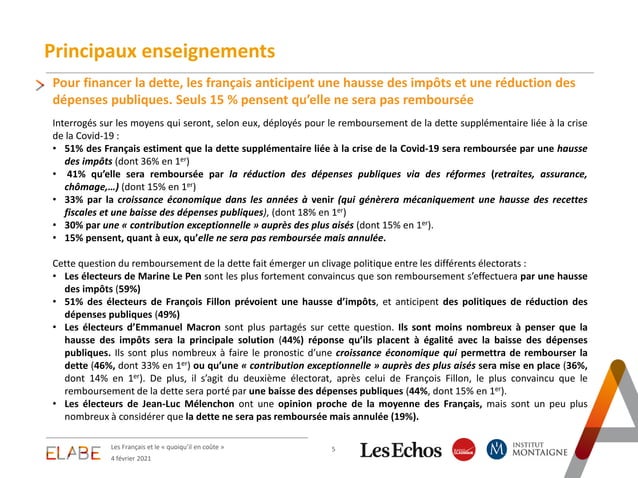 Principaux enseignements
Pour financer la dette, les français anticipent une hausse des impôts et une réduction des
dépenses publiques. Seuls 15 % pensent qu’elle ne sera pas remboursée
Interrogés sur les moyens qui seront, selon eux, déployés pour le remboursement de la dette supplémentaire liée à la crise
de la Covid-19 :
• 51% des Français estiment que la dette supplémentaire liée à la crise de la Covid-19 sera remboursée par une hausse
des impôts (dont 36% en 1er)
• 41% qu’elle sera remboursée par la réduction des dépenses publiques via des réformes (retraites, assurance,
chômage,…) (dont 15% en 1er)
• 33% par la croissance économique dans les années à venir (qui génèrera mécaniquement une hausse des recettes
fiscales et une baisse des dépenses publiques), (dont 18% en 1er)
• 30% par une « contribution exceptionnelle » auprès des plus aisés (dont 15% en 1er).
• 15% pensent, quant à eux, qu’elle ne sera pas remboursée mais annulée.
Cette question du remboursement de la dette fait émerger un clivage politique entre les différents électorats :
• Les électeurs de Marine Le Pen sont les plus fortement convaincus que son remboursement s’effectuera par une hausse
des impôts (59%)
• 51% des électeurs de François Fillon prévoient une hausse d’impôts, et anticipent des politiques de réduction des
dépenses publiques (49%)
• Les électeurs d’Emmanuel Macron sont plus partagés sur cette question. Ils sont moins nombreux à penser que la
hausse des impôts sera la principale solution (44%) réponse qu’ils placent à égalité avec la baisse des dépenses
publiques. Ils sont plus nombreux à faire le pronostic d’une croissance économique qui permettra de rembourser la
dette (46%, dont 33% en 1er) ou qu’une « contribution exceptionnelle » auprès des plus aisés sera mise en place (36%,
dont 14% en 1er). De plus, il s’agit du deuxième électorat, après celui de François Fillon, le plus convaincu que le
remboursement de la dette sera porté par une baisse des dépenses publiques (44%, dont 15% en 1er).
• Les électeurs de Jean-Luc Mélenchon ont une opinion proche de la moyenne des Français, mais sont un peu plus
nombreux à considérer que la dette ne sera pas remboursée mais annulée (19%).
ELABE
Les Français et le « quoiqu’il en coûte »
4 février 2021
5
LesEchos
RADIO CLASSIQUE
M
INSTITUT
MONTAIGNE